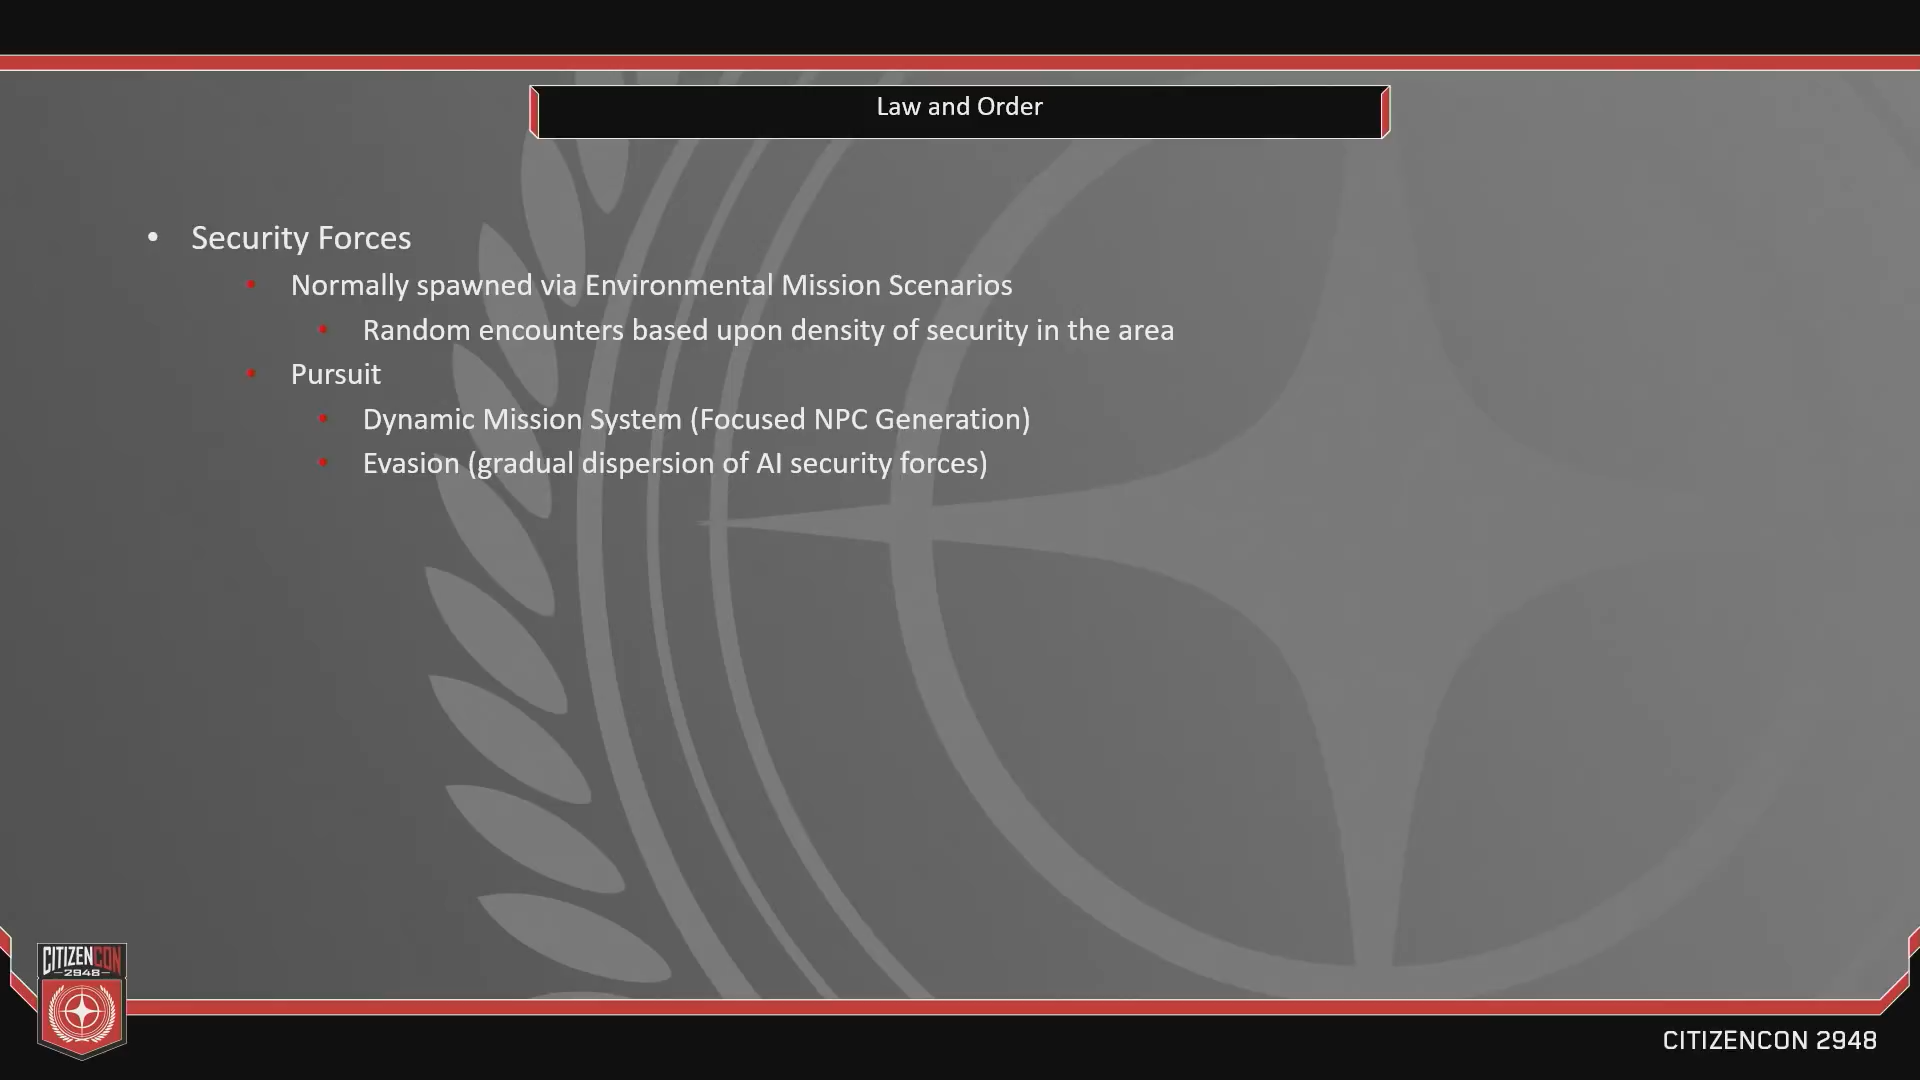 Law and Order
• Security Forces
• Normally spawned via Environmental Mission Scenarios
• Random encounters based upon density of security in the area
• Pursuit
• Dynamic Mission System (Focused NPC Generation)
• Evasion (gradual dispersion of AI security forces)
CITIZENCON
2948
CITIZENCON 2948